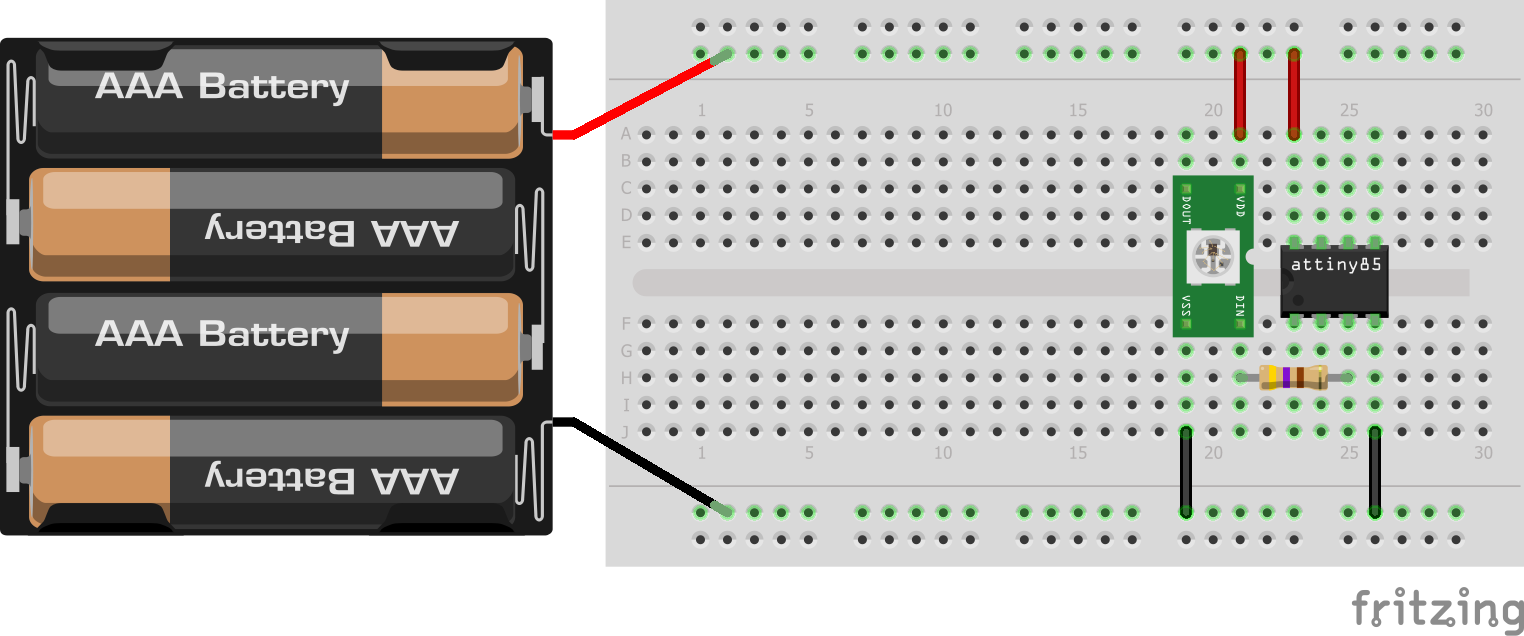 AAA Battery
AAA Battery
AAA Battery
AAA Battery
1 5 10 15 20 25 30
A
B
C
D
E
DOUT
VDD
attiny85
VSS
DIN
F
G
H
I
J
1 5 10 15 20 25 30
fritzing